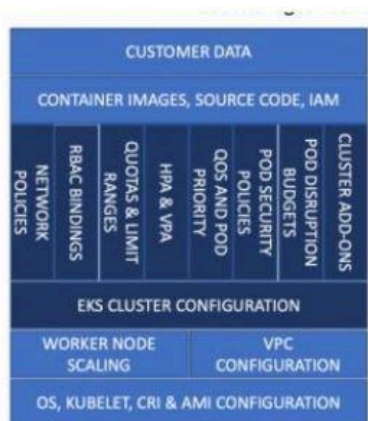 CUSTOMER DATA
CONTAINER IMAGES, SOURCE CODE, IAM
NETWORK
POLICIES
RBAC BINDINGS
QUOTAS & LIMIT
RANGES
HPA & VPA
QOS AND POD
PRIORITY
POD SECURITY
POLICIES
POD DISRUPTION
BUDGETS
CLUSTER ADD-ONS
EKS CLUSTER CONFIGURATION
WORKER NODE
SCALING
VPC
CONFIGURATION
OS, KUBELET, CRI & AMI CONFIGURATION